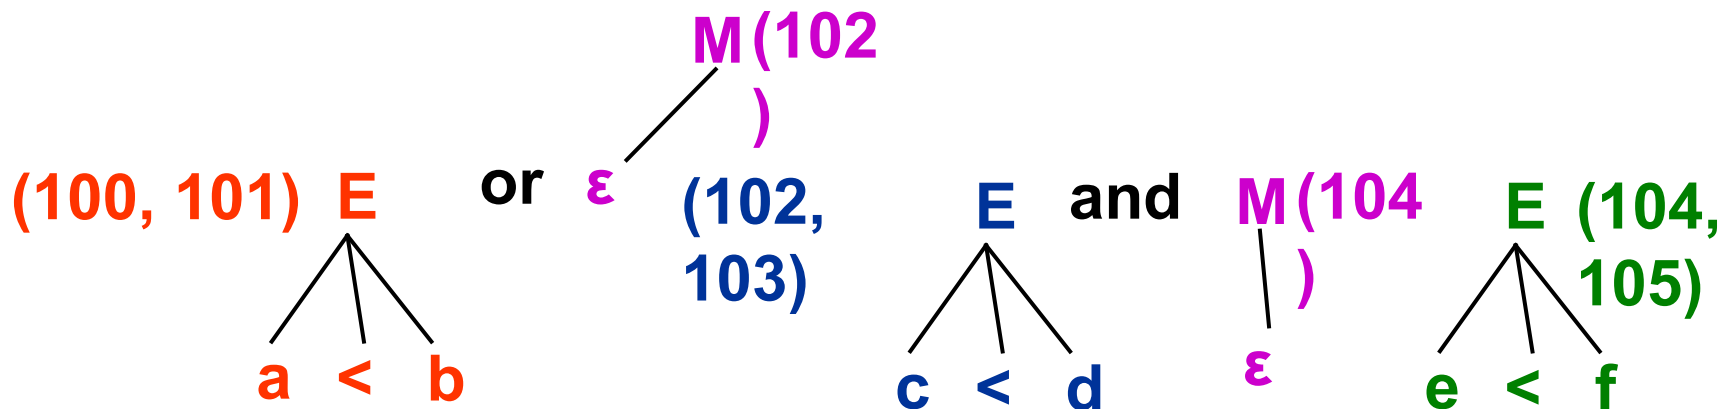 M (102
)
(100, 101) E or ε (102, E and M (104 E (104,
103) ) 105)
a < b c < d ε e < f